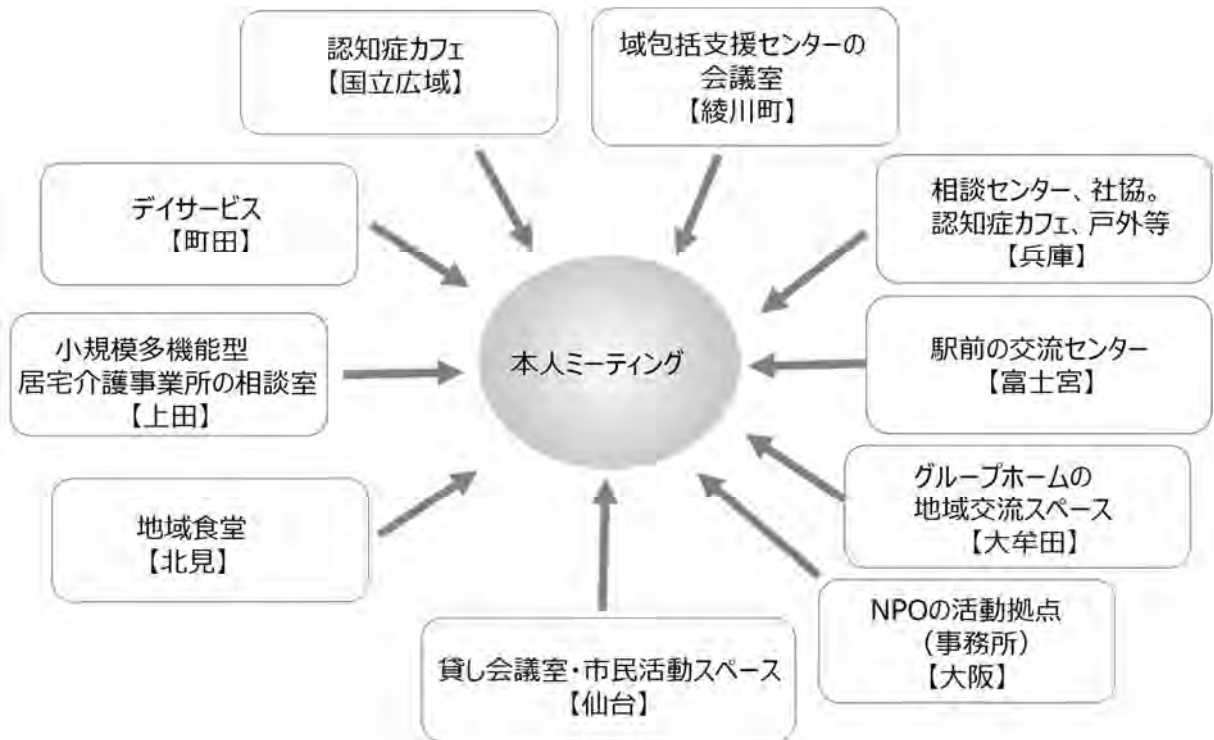 認知症カフェ
【国立広域】
域包括支援センターの
会議室
【綾川町】
デイサービス
【町田】
相談センター、社協。
認知症カフェ、戸外等
【兵庫】
小規模多機能型
居宅介護事業所の相談室
【上田】
本人ミーティング
駅前の交流センター
【富士宮】
地域食堂
【北見】
グループホームの
地域交流スペース
【大牟田】
貸し会議室・市民活動スペース
【仙台】
NPOの活動拠点
（事務所）
【大阪】